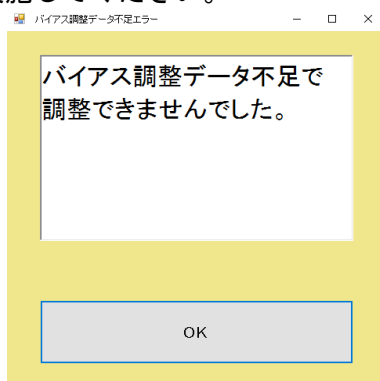 施してください。
バイアス調整データ不足エラー
バイアス調整データ不足で
調整できませんでした。
OK